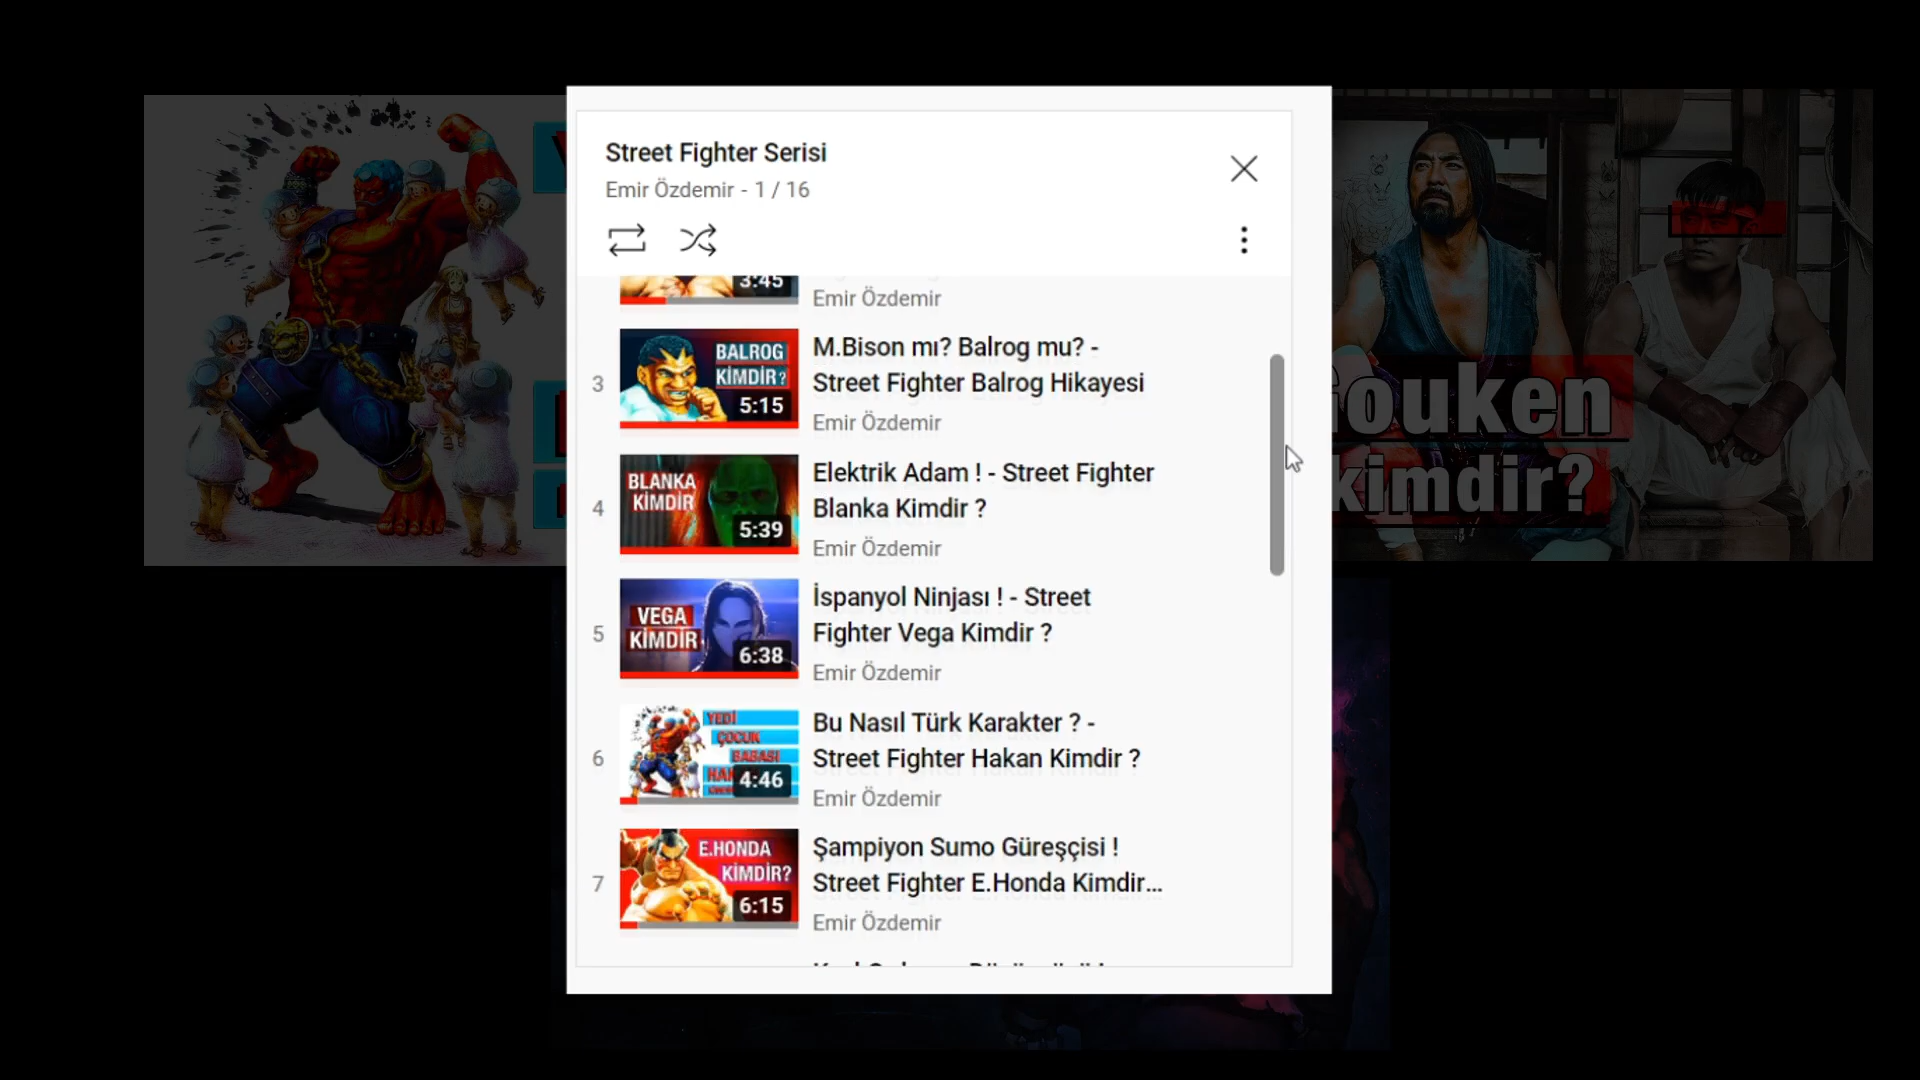 Street Fighter Serisi
Emir Özdemir - 1 / 16
3:45
Emir Özdemir
3
BALROG
KİMDİR?
5:15
M.Bison mı? Balrog mu? -
Street Fighter Balrog Hikayesi
Emir Özdemir
4
BLANKA
KİMDİR
5:39
Elektrik Adam ! - Street Fighter
Blanka Kimdir ?
Emir Özdemir
5
VEGA
KİMDİR
6:38
İspanyol Ninjası ! - Street
Fighter Vega Kimdir ?
Emir Özdemir
6
YEDİ
ÇOCUK
BABASI
4:46
Bu Nasıl Türk Karakter ? -
Street Fighter Hakan Kimdir ?
Emir Özdemir
7
E.HONDA
KİMDİR?
6:15
Şampiyon Sumo Güreşçisi !
Street Fighter E.Honda Kimdir...
Emir Özdemir
Gouken
kimdir?